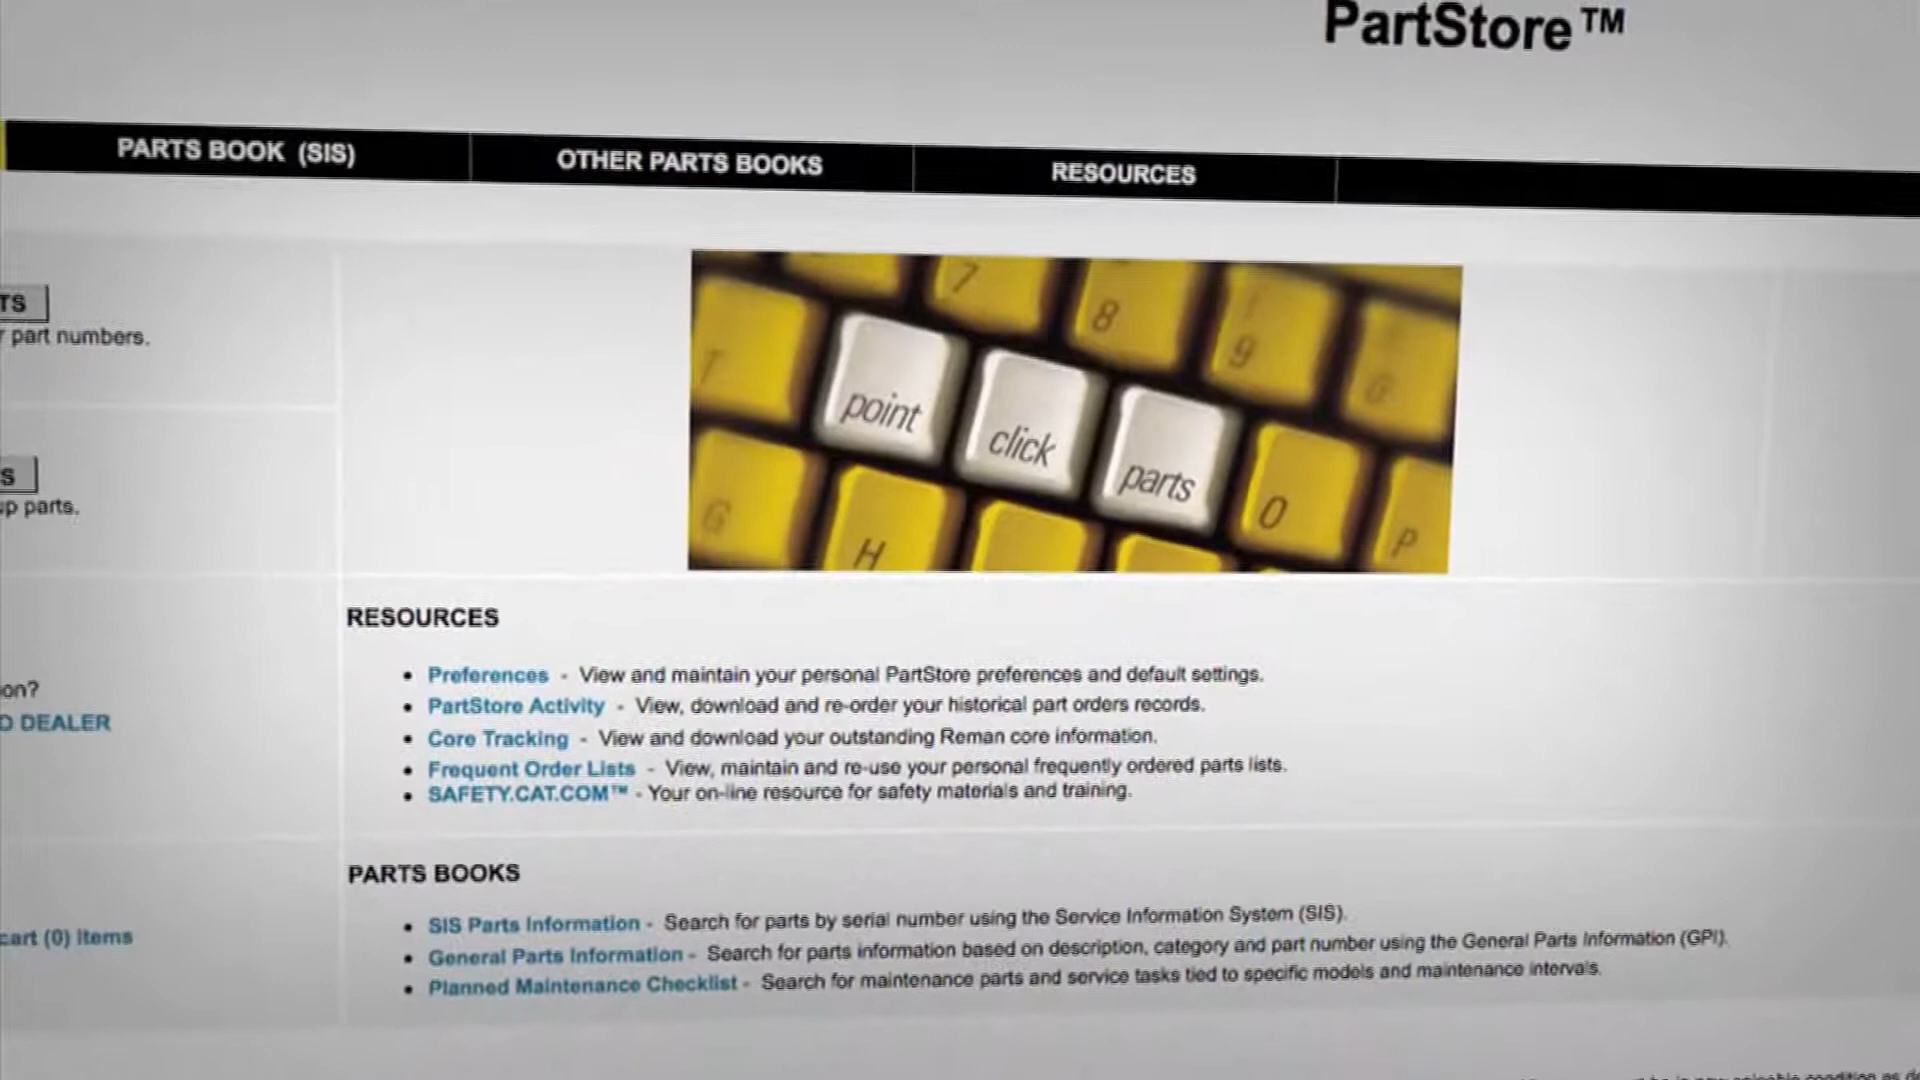 PartStore™
PARTS BOOK (SIS)
OTHER PARTS BOOKS
RESOURCES
TS
part numbers.
S
up parts.
on?
D DEALER
cart (0) items
7
8
9
T
point
click
parts
O
P
G
H
RESOURCES
• Preferences - View and maintain your personal PartStore preferences and default settings.
• PartStore Activity - View, download and re-order your historical part orders records.
• Core Tracking - View and download your outstanding Reman core information.
• Frequent Order Lists - View, maintain and re-use your personal frequently ordered parts lists.
• SAFETY.CAT.COM™ - Your on-line resource for safety materials and training.
PARTS BOOKS
• SIS Parts Information - Search for parts by serial number using the Service Information System (SIS).
• General Parts Information - Search for parts information based on description, category and part number using the General Parts Information (GPI).
• Planned Maintenance Checklist - Search for maintenance parts and service tasks tied to specific models and maintenance intervals.